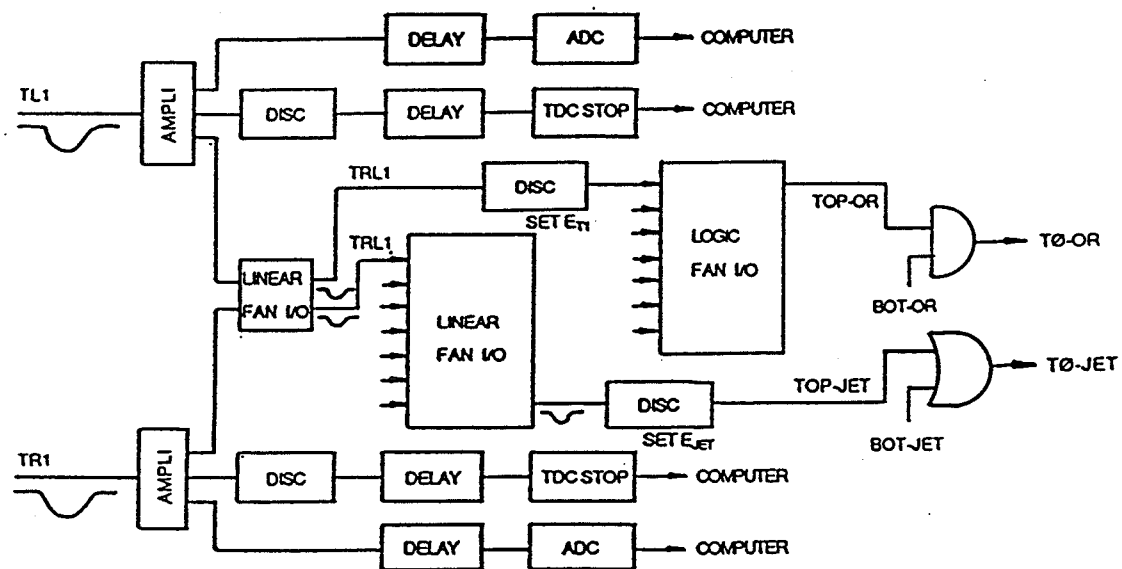 DELAY
ADC
COMPUTER
TL1
AMPLI
DISC
DELAY
TDC STOP
COMPUTER
TRL1
DISC
SET E_T1
TRL1
LINEAR
FAN I/O
LINEAR
FAN I/O
LOGIC
FAN I/O
TOP-OR
TØ-OR
BOT-OR
DISC
SET E_JET
TOP-JET
TØ-JET
BOT-JET
TR1
AMPLI
DISC
DELAY
TDC STOP
COMPUTER
DELAY
ADC
COMPUTER